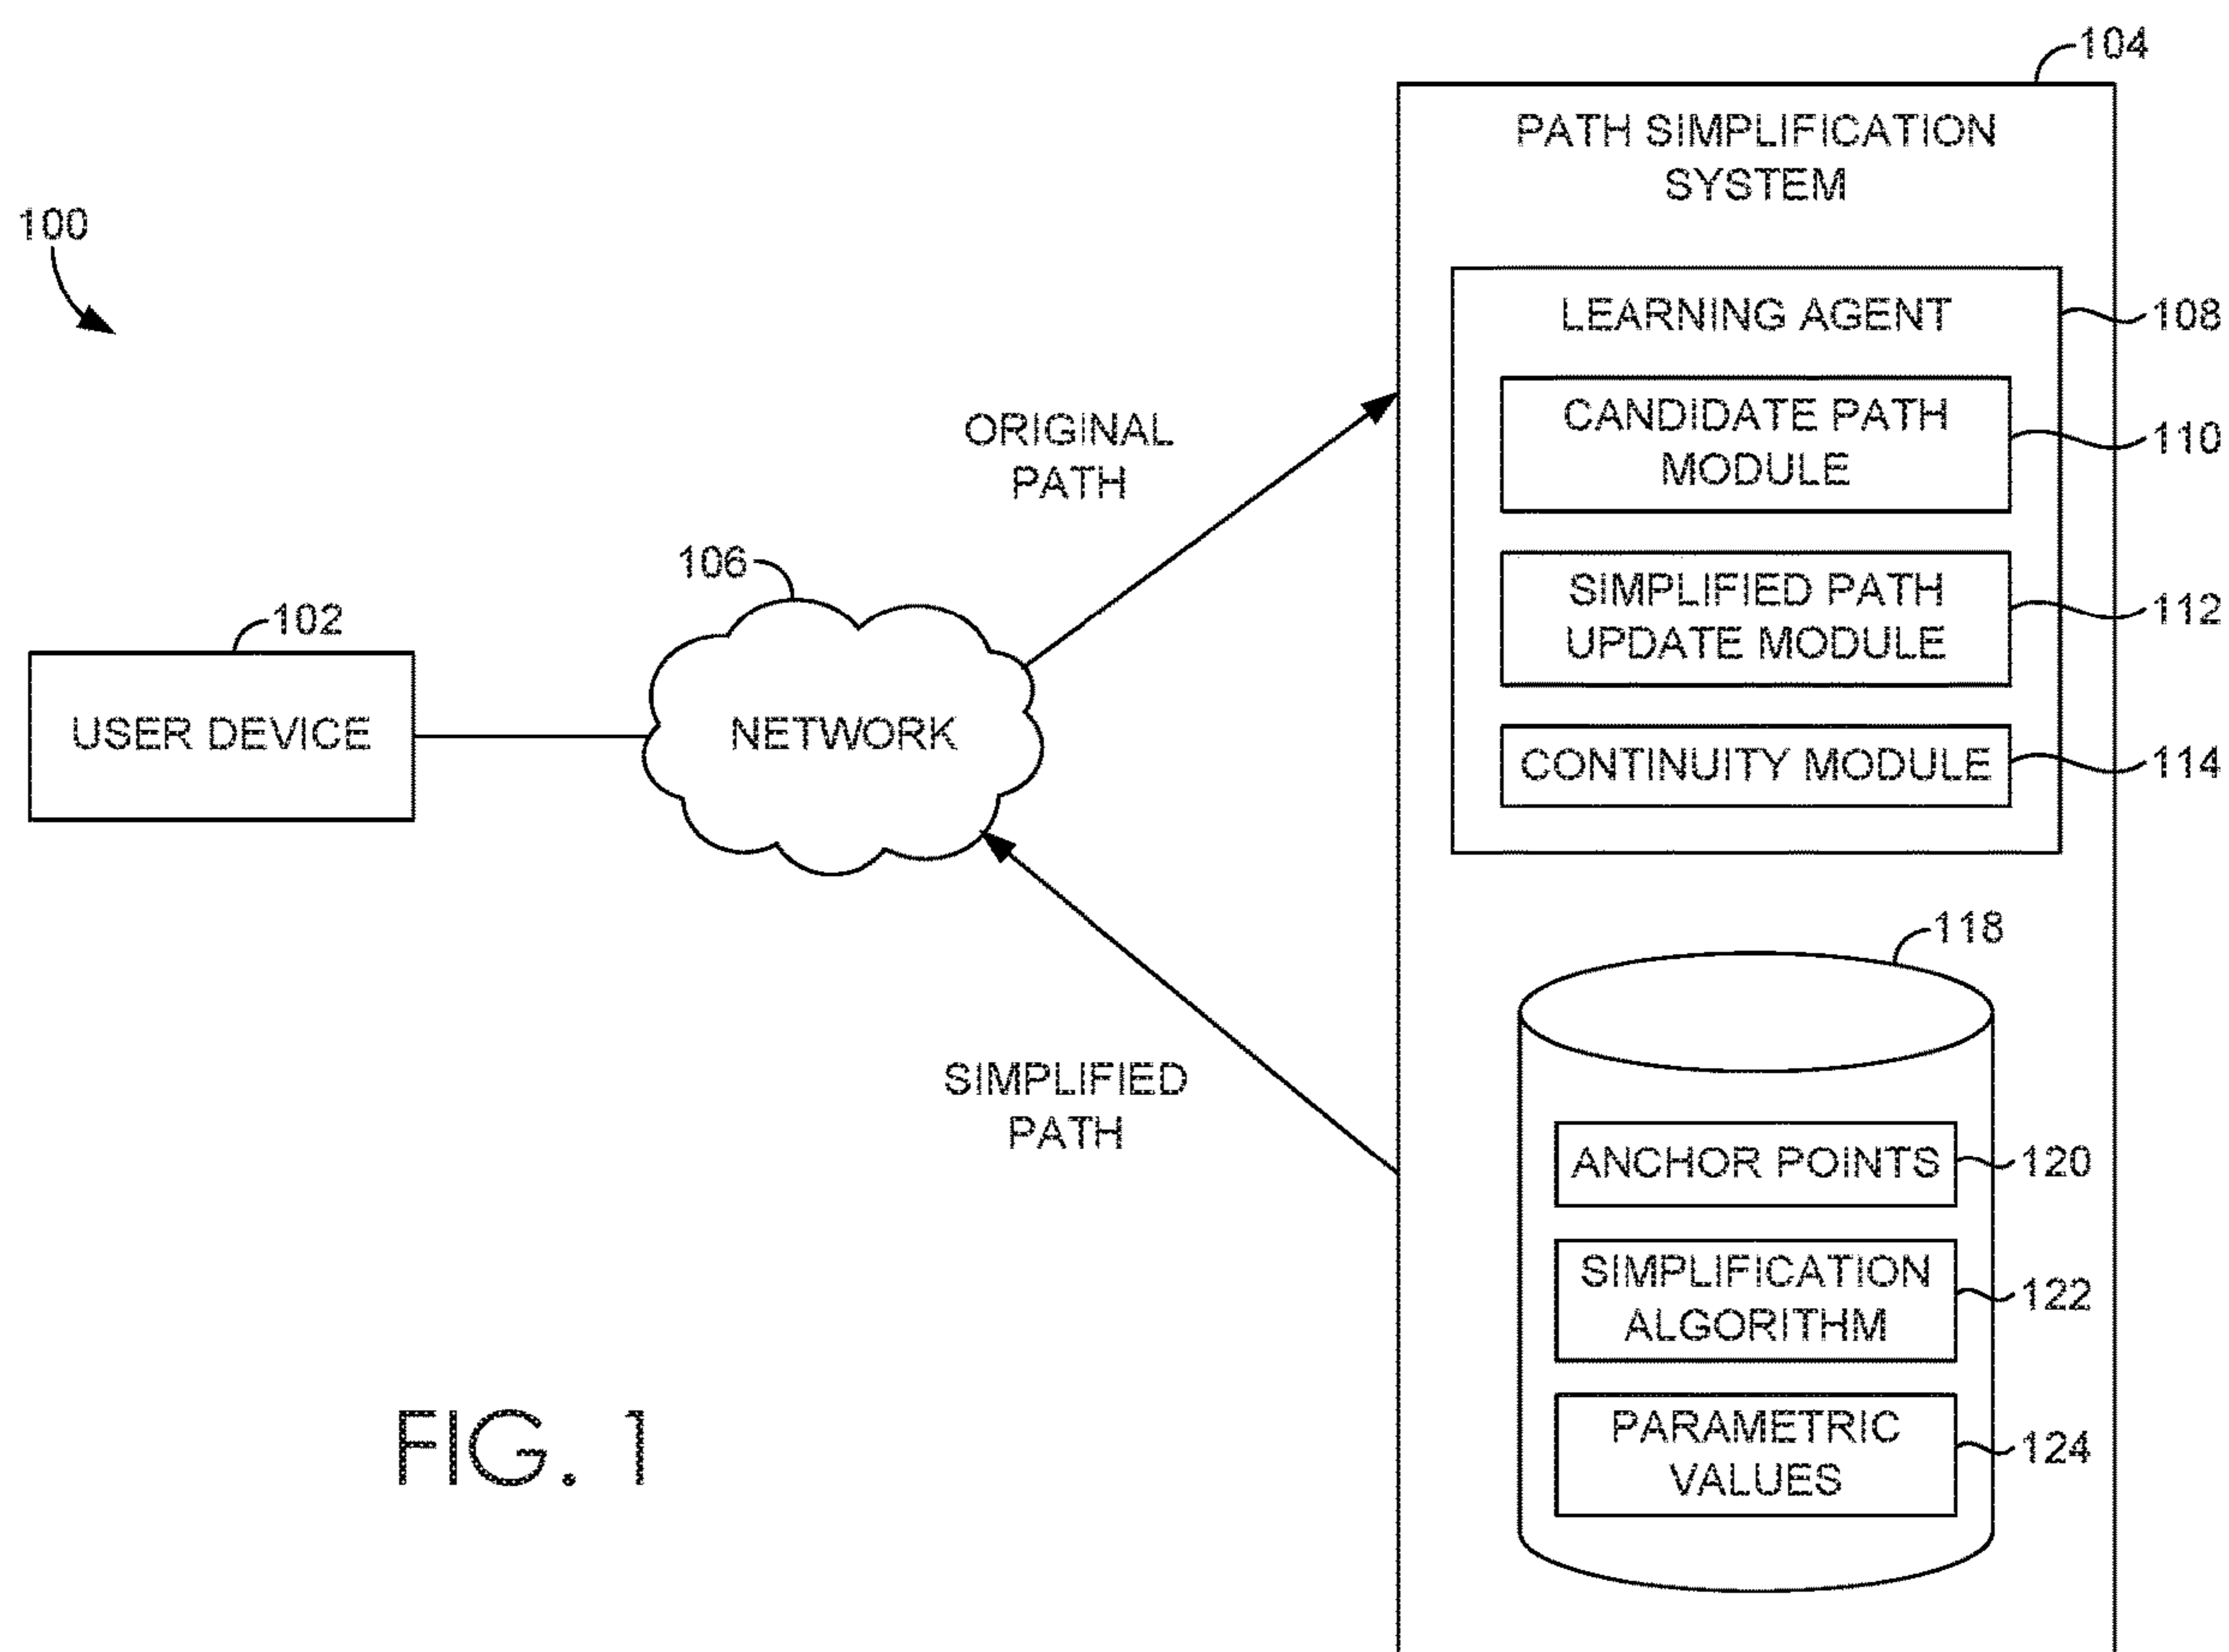 104
PATH SIMPLIFICATION
SYSTEM
100
LEARNING AGENT
108
CANDIDATE PATH
MODULE
110
ORIGINAL
PATH
106
SIMPLIFIED PATH
UPDATE MODULE
112
102
USER DEVICE
NETWORK
CONTINUITY MODULE
114
118
SIMPLIFIED
PATH
ANCHOR POINTS
120
SIMPLIFICATION
ALGORITHM
122
PARAMETRIC
VALUES
124
FIG. 1